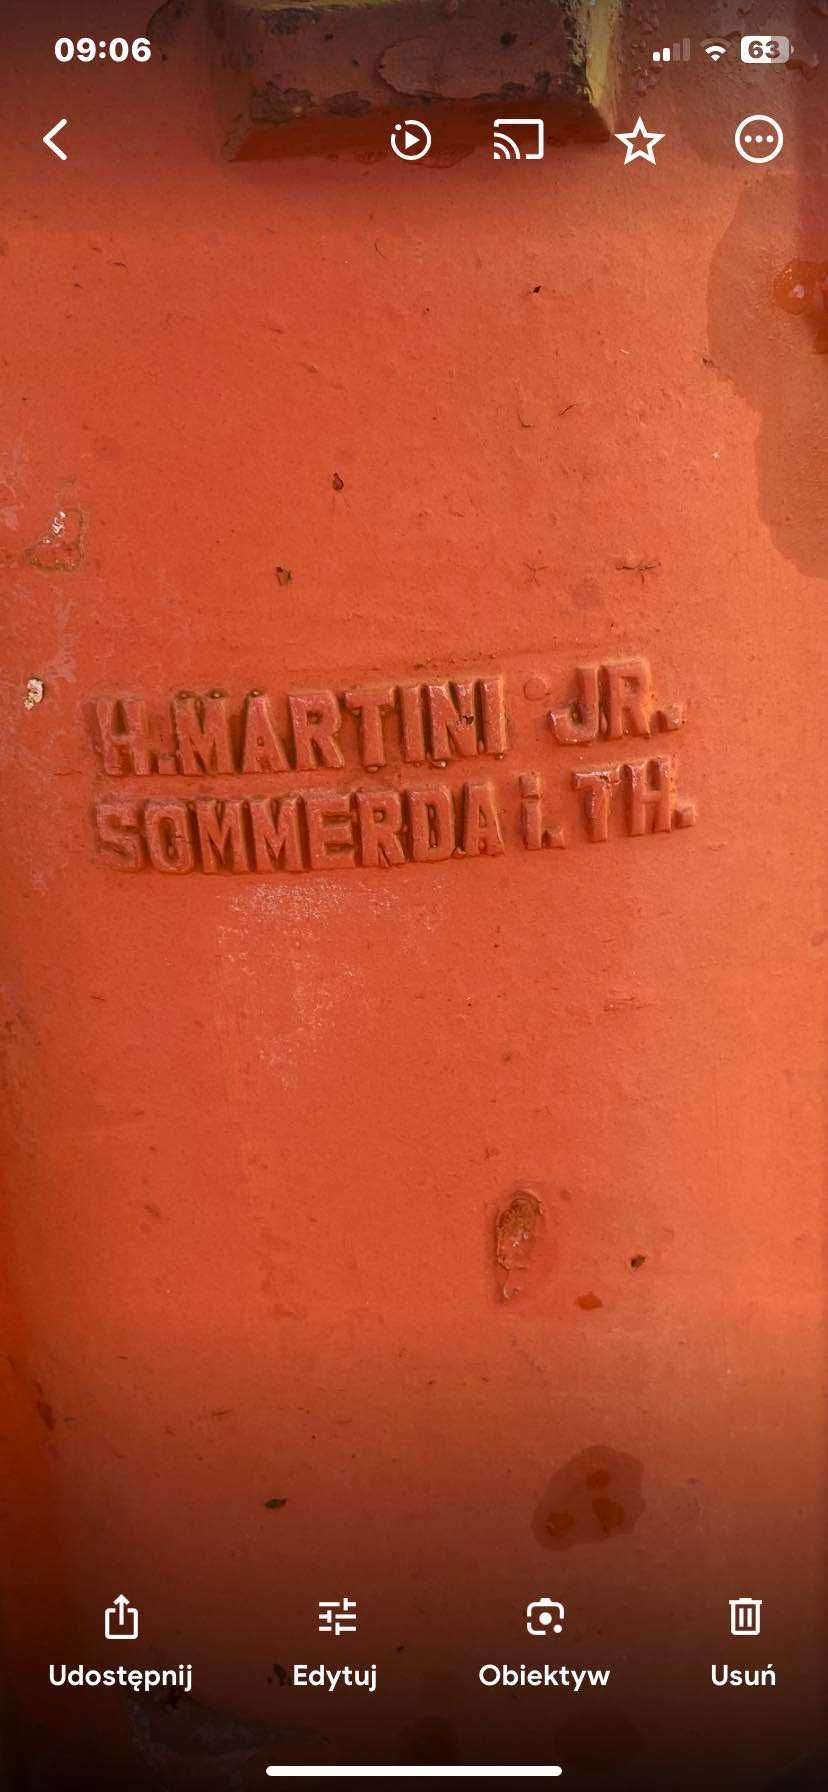 09:06
63
H.MARTINI JR.
SOMMERDA i. TH.
Udostępnij
Edytuj
Obiektyw
Usuń